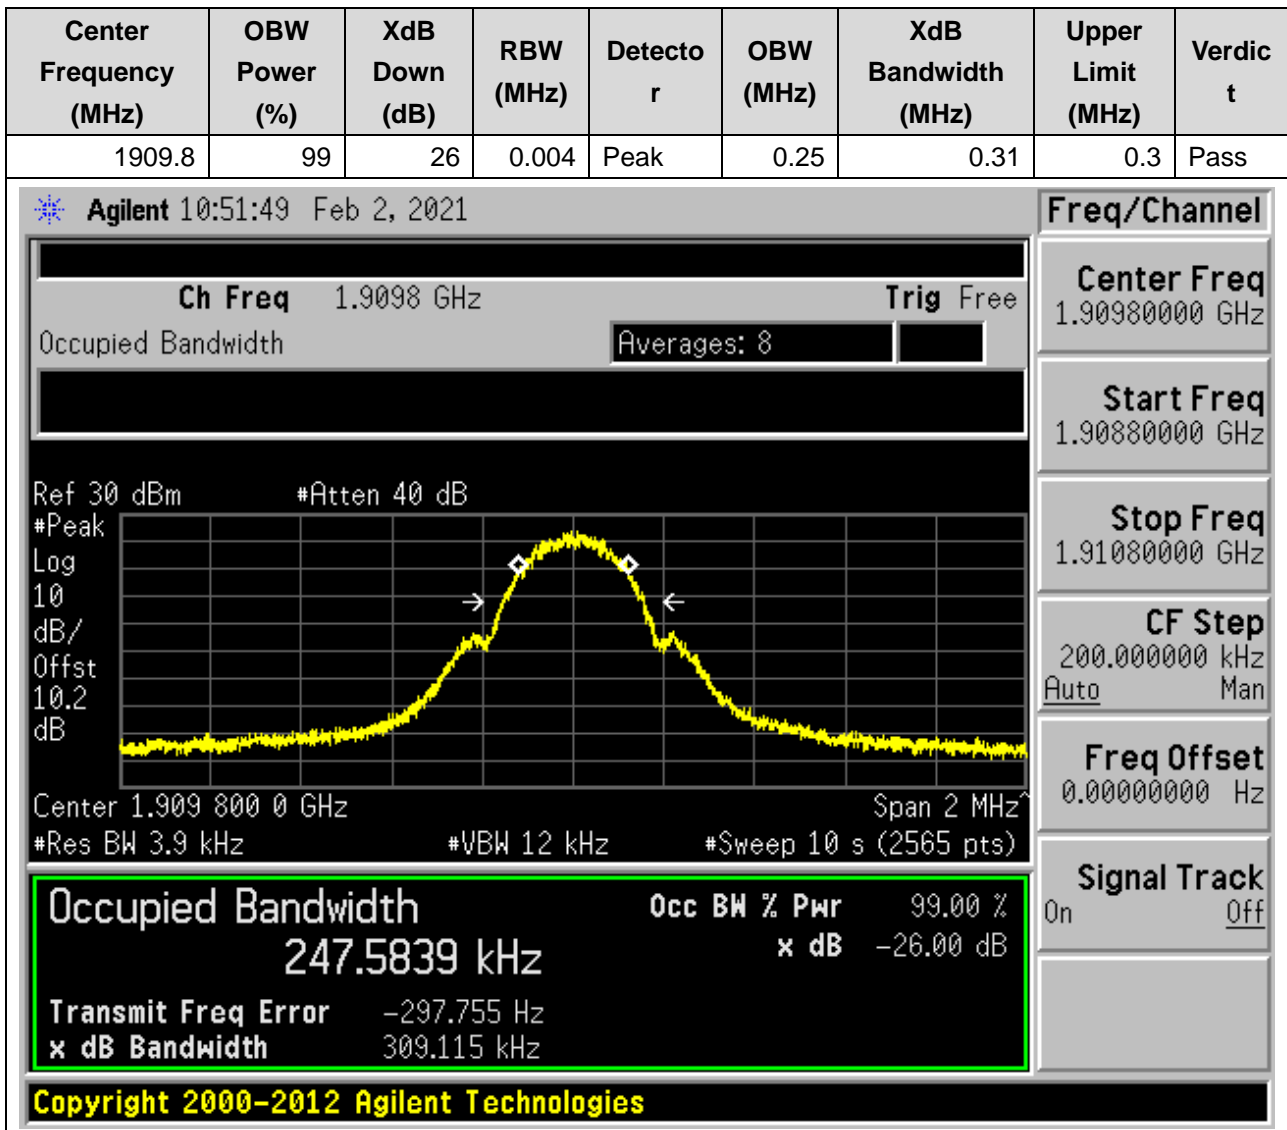 Center Frequency (MHz) OBW Power (%) XdB Down (dB) RBW (MHz) Detector OBW (MHz) XdB Bandwidth (MHz) Upper Limit (MHz) Verdict
1909.8 99 26 0.004 Peak 0.25 0.31 0.3 Pass
Agilent 10:51:49 Feb 2, 2021
Freq/Channel
Ch Freq 1.9098 GHz Trig Free
Occupied Bandwidth Averages: 8
Ref 30 dBm #Atten 40 dB
#Peak
Log
10
dB/
Offst
10.2
dB
Center 1.909 800 0 GHz Span 2 MHz^
#Res BW 3.9 kHz #VBW 12 kHz #Sweep 10 s (2565 pts)
Occupied Bandwidth Occ BW % Pwr 99.00 %
247.5839 kHz x dB -26.00 dB
Transmit Freq Error -297.755 Hz
x dB Bandwidth 309.115 kHz
Center Freq
1.90980000 GHz
Start Freq
1.90880000 GHz
Stop Freq
1.91080000 GHz
CF Step
200.000000 kHz
Auto Man
Freq Offset
0.00000000 Hz
Signal Track
On Off
Copyright 2000-2012 Agilent Technologies